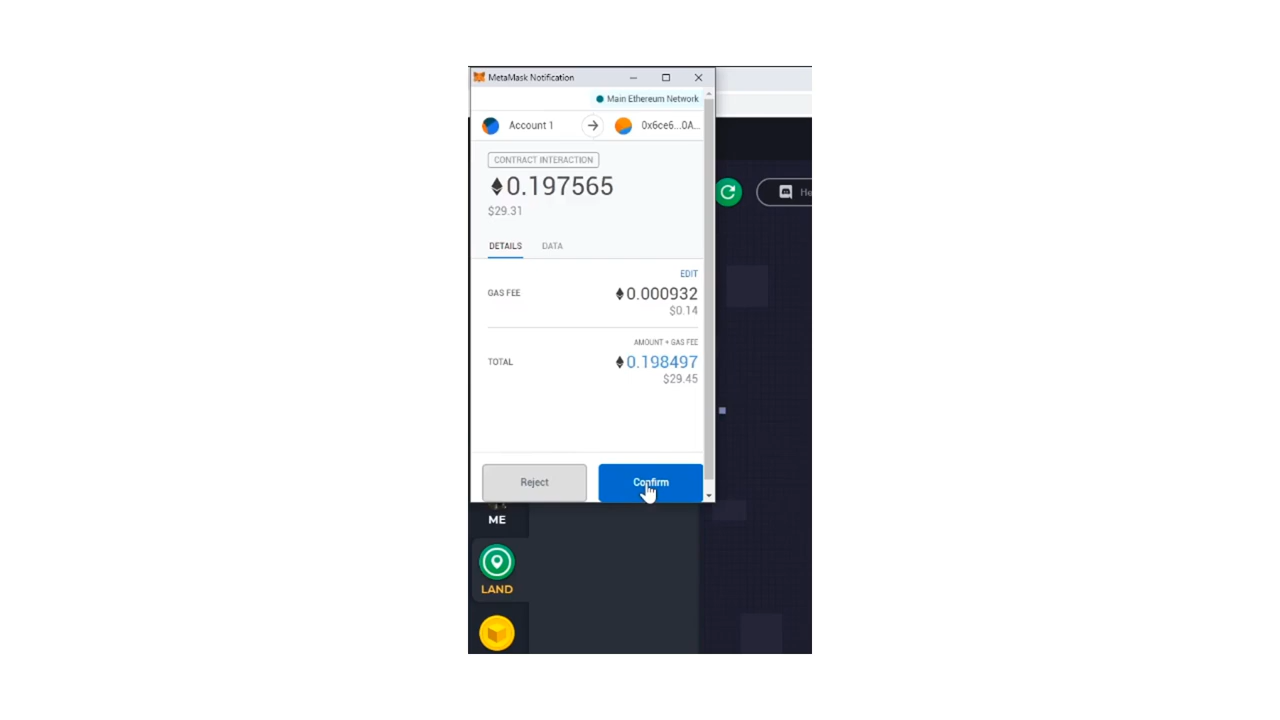 MetaMask Notification
Main Ethereum Network
Account 1
0x6ce6...0A...
CONTRACT INTERACTION
0.197565
$29.31
DETAILS DATA
EDIT
GAS FEE
0.000932
$0.14
AMOUNT + GAS FEE
TOTAL
0.198497
$29.45
Reject
Confirm
He
ME
LAND